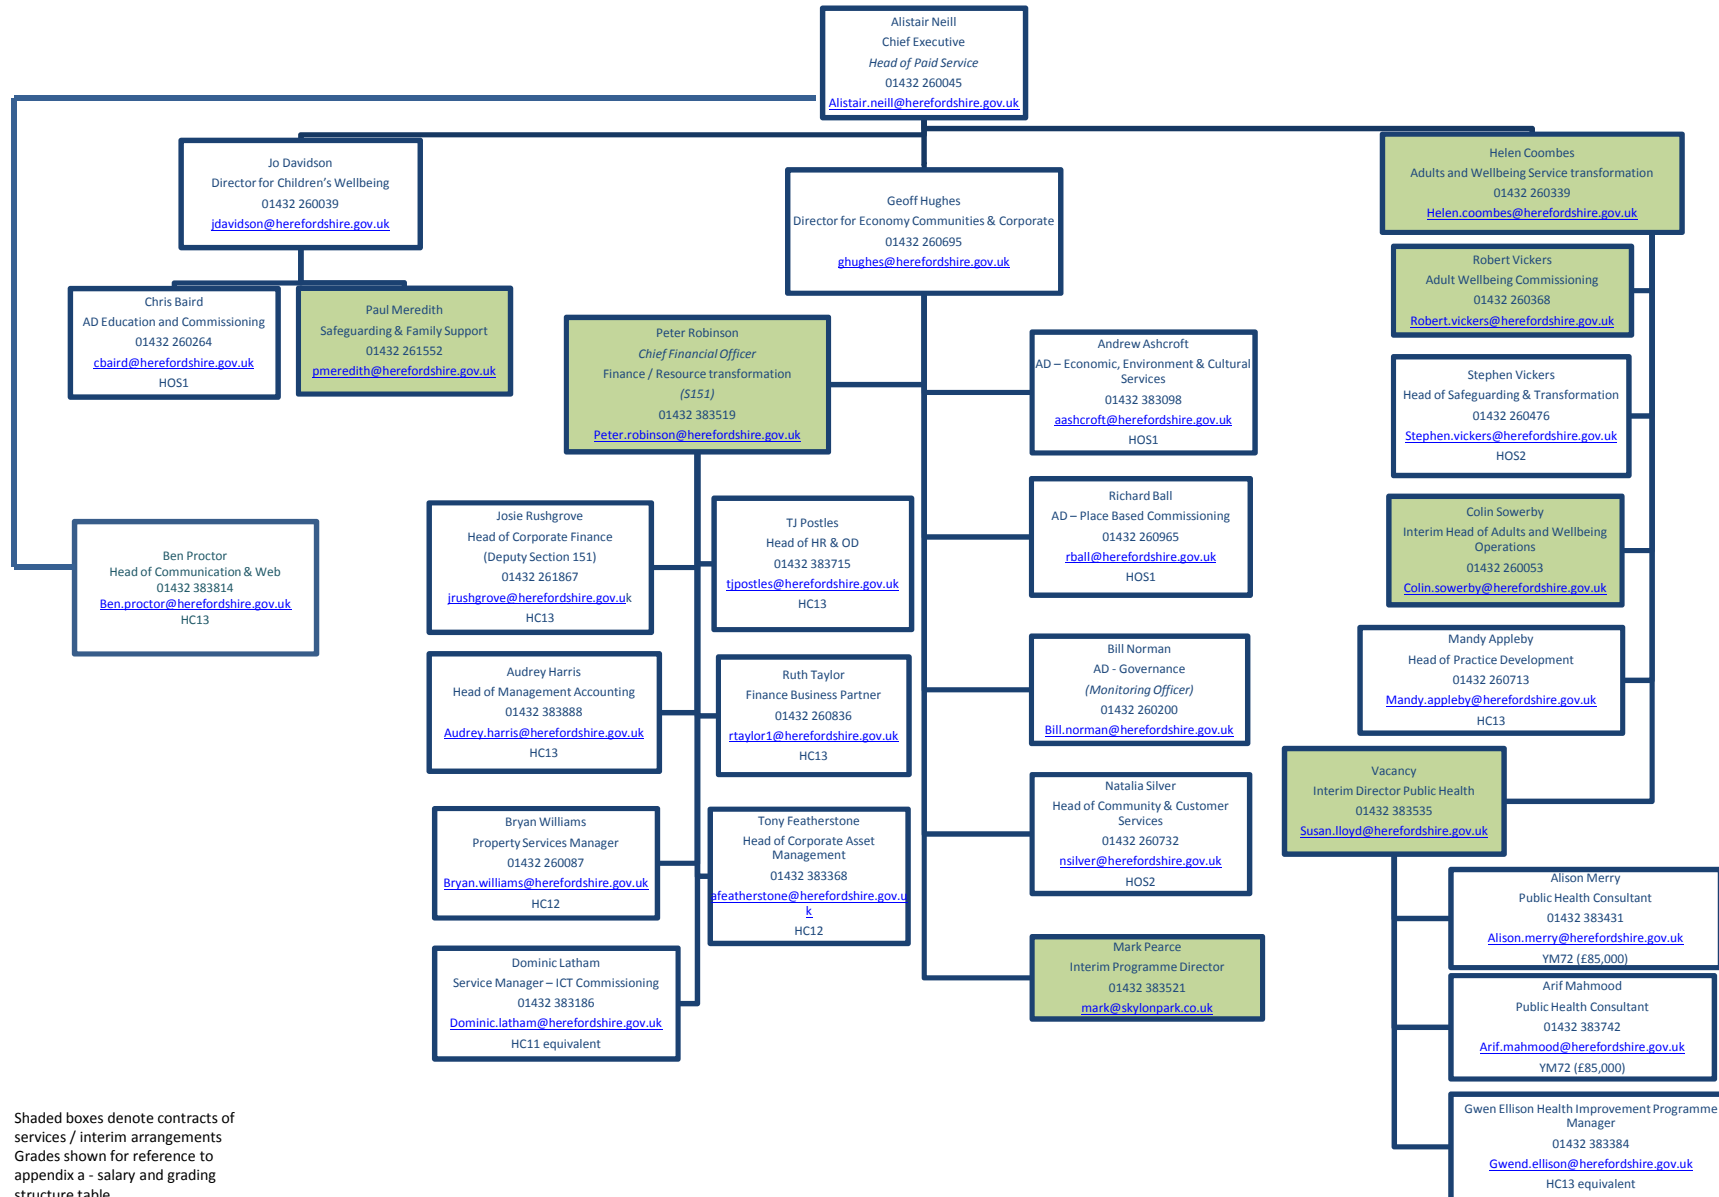 Alistair Neill
Chief Executive
Head of Paid Service
01432 260045
Alistair.neill@herefordshire.gov.uk
Jo Davidson
Director for Children's Wellbeing
01432 260039
jdavidson@herefordshire.gov.uk
Geoff Hughes
Director for Economy Communities & Corporate
01432 260695
ghughes@herefordshire.gov.uk
Helen Coombes
Adults and Wellbeing Service transformation
01432 260339
Helen.coombes@herefordshire.gov.uk
Chris Baird
AD Education and Commissioning
01432 260264
cbaird@herefordshire.gov.uk
HOS1
Paul Meredith
Safeguarding & Family Support
01432 261552
pmeredith@herefordshire.gov.uk
Peter Robinson
Chief Financial Officer
Finance / Resource transformation
(S151)
01432 383519
Peter.robinson@herefordshire.gov.uk
Andrew Ashcroft
AD – Economic, Environment & Cultural
Services
01432 383098
aashcroft@herefordshire.gov.uk
HOS1
Robert Vickers
Adult Wellbeing Commissioning
01432 260368
Robert.vickers@herefordshire.gov.uk
Stephen Vickers
Head of Safeguarding & Transformation
01432 260476
Stephen.vickers@herefordshire.gov.uk
HOS2
Ben Proctor
Head of Communication & Web
01432 383814
Ben.proctor@herefordshire.gov.uk
HC13
Josie Rushgrove
Head of Corporate Finance
(Deputy Section 151)
01432 261867
jrushgrove@herefordshire.gov.uk
HC13
TJ Postles
Head of HR & OD
01432 383715
tjpostles@herefordshire.gov.uk
HC13
Richard Ball
AD – Place Based Commissioning
01432 260965
rball@herefordshire.gov.uk
HOS1
Colin Sowerby
Interim Head of Adults and Wellbeing
Operations
01432 260053
Colin.sowerby@herefordshire.gov.uk
Audrey Harris
Head of Management Accounting
01432 383888
Audrey.harris@herefordshire.gov.uk
HC13
Ruth Taylor
Finance Business Partner
01432 260836
rtaylor1@herefordshire.gov.uk
HC13
Bill Norman
AD - Governance
(Monitoring Officer)
01432 260200
Bill.norman@herefordshire.gov.uk
Mandy Appleby
Head of Practice Development
01432 260713
Mandy.appleby@herefordshire.gov.uk
HC13
Bryan Williams
Property Services Manager
01432 260087
Bryan.williams@herefordshire.gov.uk
HC12
Tony Featherstone
Head of Corporate Asset
Management
01432 383368
afeatherstone@herefordshire.gov.u
k
HC12
Natalia Silver
Head of Community & Customer
Services
01432 260732
nsilver@herefordshire.gov.uk
HOS2
Vacancy
Interim Director Public Health
01432 383535
Susan.lloyd@herefordshire.gov.uk
Dominic Latham
Service Manager – ICT Commissioning
01432 383186
Dominic.latham@herefordshire.gov.uk
HC11 equivalent
Mark Pearce
Interim Programme Director
01432 383521
mark@skylonpark.co.uk
Alison Merry
Public Health Consultant
01432 383431
Alison.merry@herefordshire.gov.uk
YM72 (£85,000)
Arif Mahmood
Public Health Consultant
01432 383742
Arif.mahmood@herefordshire.gov.uk
YM72 (£85,000)
Gwen Ellison Health Improvement Programme
Manager
01432 383384
Gwend.ellison@herefordshire.gov.uk
HC13 equivalent
Shaded boxes denote contracts of
services / interim arrangements
Grades shown for reference to
appendix a - salary and grading
structure table